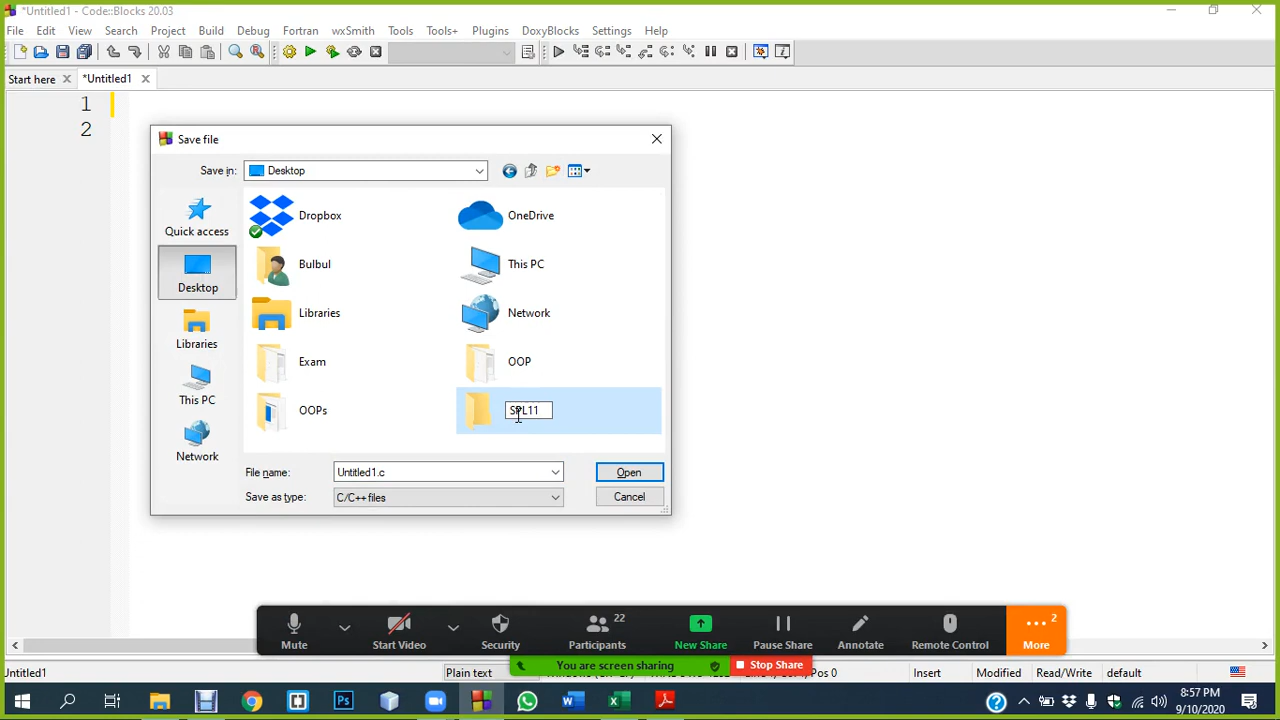 *Untitled1 - Code::Blocks 20.03
File Edit View Search Project Build Debug Fortran wxSmith Tools Tools+ Plugins DoxyBlocks Settings Help
Start here *Untitled1
1
2
Save file
Save in: Desktop
Quick access
Desktop
Libraries
This PC
Network
Dropbox OneDrive
Bulbul This PC
Libraries Network
Exam OOP
OOPs SPL11
File name: Untitled1.c Open
Save as type: C/C++ files Cancel
22 2
Mute Start Video Security Participants New Share Pause Share Annotate Remote Control More
You are screen sharing Stop Share
Untitled1 Plain text Pos 0 Insert Modified Read/Write default
8:57 PM
9/10/2020